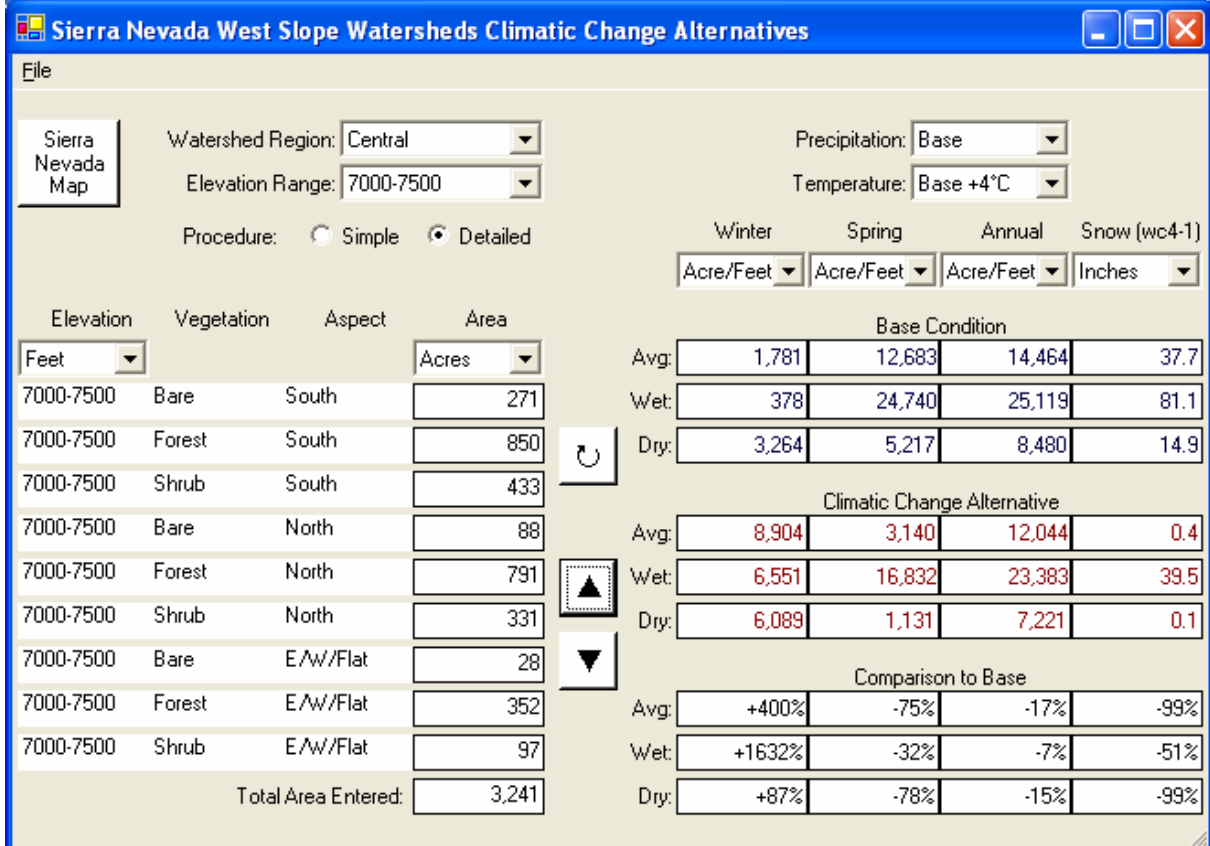 Sierra Nevada West Slope Watersheds Climatic Change Alternatives
File
Sierra Nevada Map
Watershed Region: Central
Elevation Range: 7000-7500
Procedure: Simple Detailed
Precipitation: Base
Temperature: Base +4°C
Winter Spring Annual Snow (wc4-1)
Acre/Feet Acre/Feet Acre/Feet Inches
Elevation Vegetation Aspect Area
Feet Acres
7000-7500 Bare South 271
7000-7500 Forest South 850
7000-7500 Shrub South 433
7000-7500 Bare North 88
7000-7500 Forest North 791
7000-7500 Shrub North 331
7000-7500 Bare E/W/Flat 28
7000-7500 Forest E/W/Flat 352
7000-7500 Shrub E/W/Flat 97
Total Area Entered: 3,241
Base Condition
Avg: 1,781 12,683 14,464 37.7
Wet: 378 24,740 25,119 81.1
Dry: 3,264 5,217 8,480 14.9
Climatic Change Alternative
Avg: 8,904 3,140 12,044 0.4
Wet: 6,551 16,832 23,383 39.5
Dry: 6,089 1,131 7,221 0.1
Comparison to Base
Avg: +400% -75% -17% -99%
Wet: +1632% -32% -7% -51%
Dry: +87% -78% -15% -99%